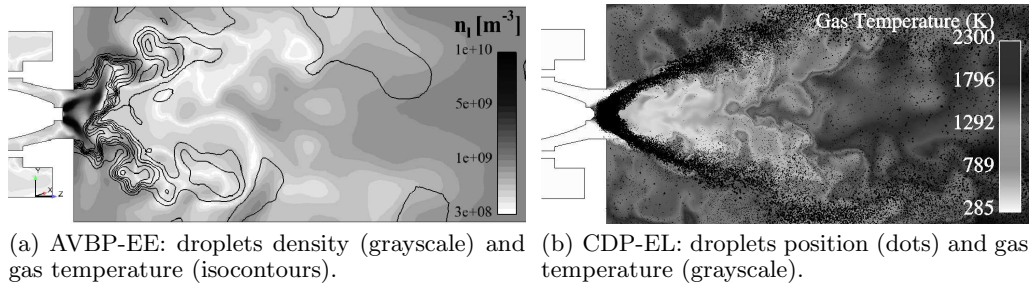 n_l [m^-3]
1e+10
5e+09
1e+09
3e+08
Y
X
Z
Gas Temperature (K)
2300
1796
1292
789
285
(a) AVBP-EE: droplets density (grayscale) and
gas temperature (isocontours).
(b) CDP-EL: droplets position (dots) and gas
temperature (grayscale).